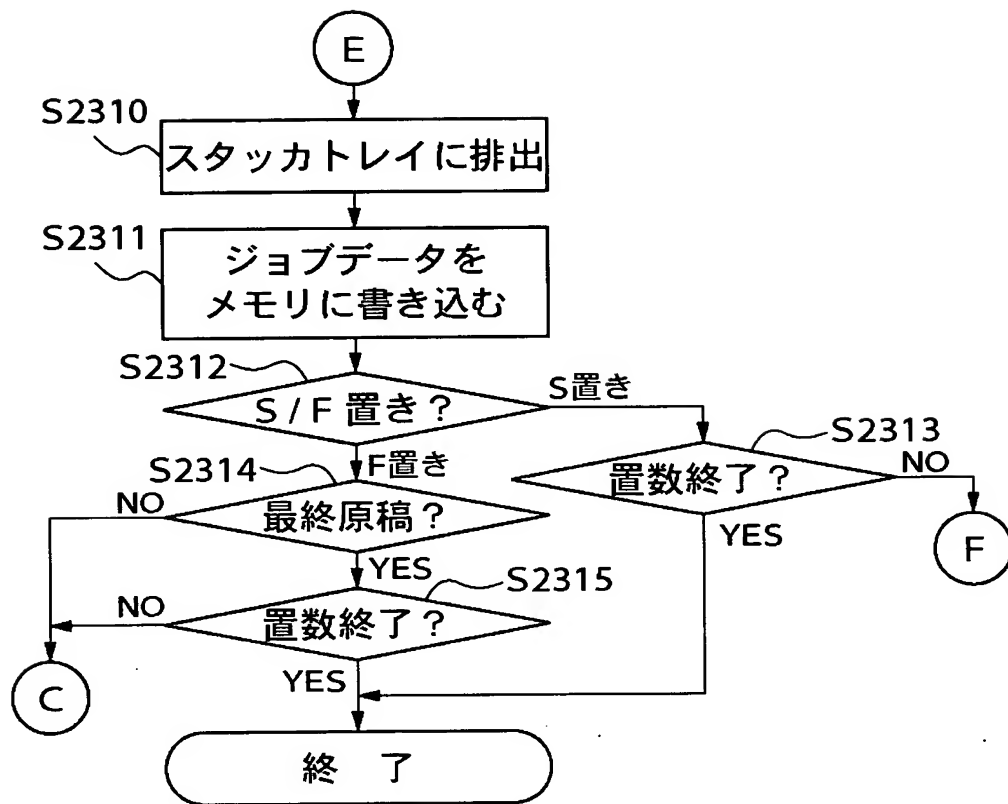 E
S2310
スタッカトレイに排出
S2311
ジョブデータを
メモリに書き込む
S2312
S/F置き?
S置き
F置き
S2313
置数終了?
NO
YES
F
S2314
最終原稿?
NO
YES
S2315
置数終了?
NO
YES
C
終 了